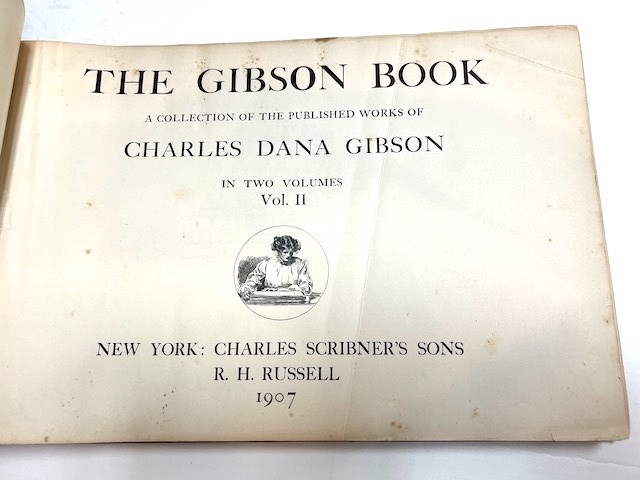 THE GIBSON BOOK
A COLLECTION OF THE PUBLISHED WORKS OF
CHARLES DANA GIBSON
IN TWO VOLUMES
Vol. II
NEW YORK: CHARLES SCRIBNER'S SONS
R. H. RUSSELL
1907